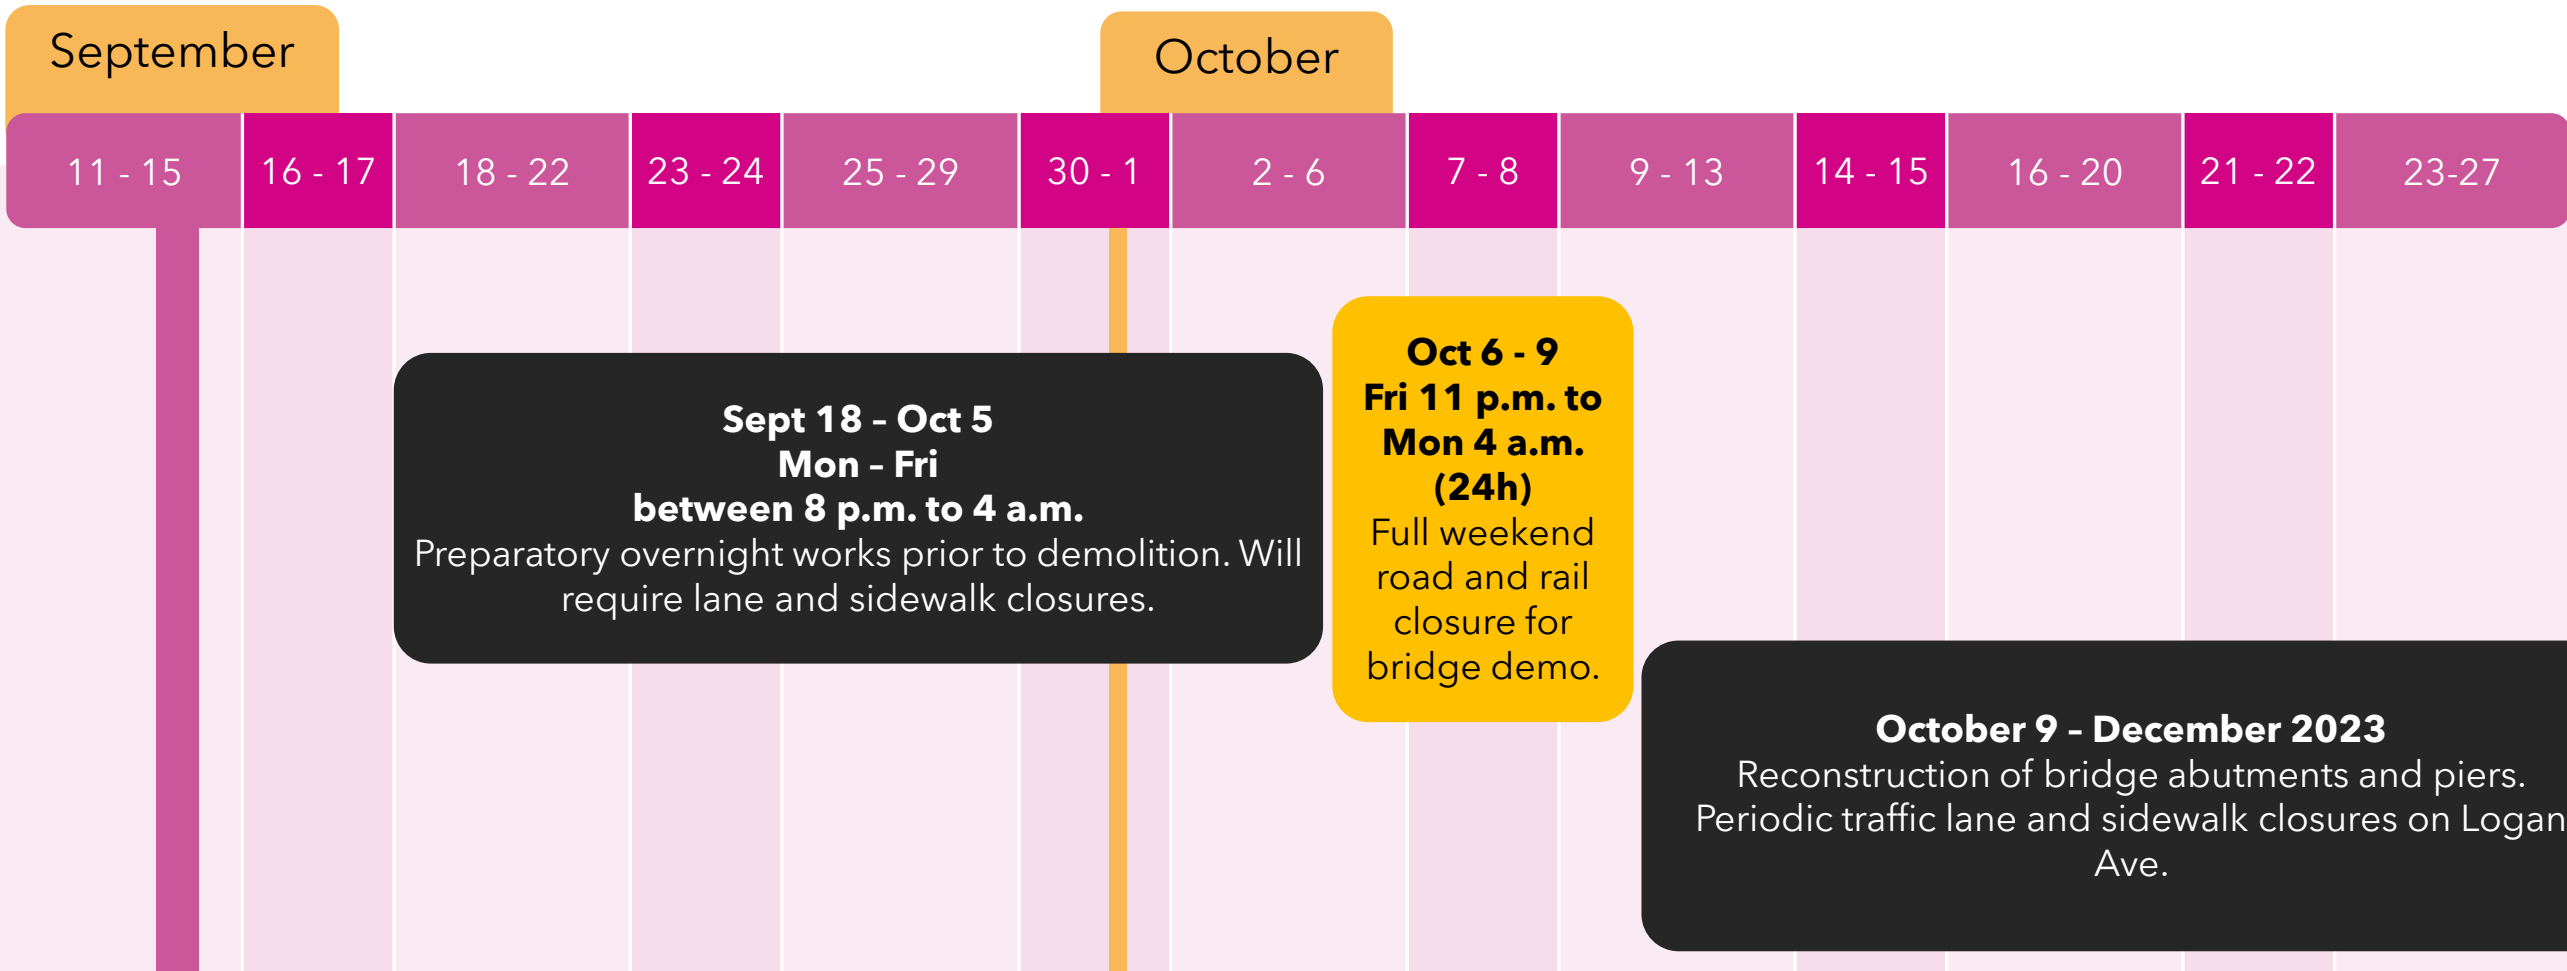 September
October
11 - 15
16 - 17
18 - 22
23 - 24
25 - 29
30 - 1
2 - 6
7 - 8
9 - 13
14 - 15
16 - 20
21 - 22
23-27
Sept 18 – Oct 5
Mon – Fri
between 8 p.m. to 4 a.m.
Preparatory overnight works prior to demolition. Will
require lane and sidewalk closures.
Oct 6 - 9
Fri 11 p.m. to
Mon 4 a.m.
(24h)
Full weekend
road and rail
closure for
bridge demo.
October 9 – December 2023
Reconstruction of bridge abutments and piers.
Periodic traffic lane and sidewalk closures on Logan
Ave.